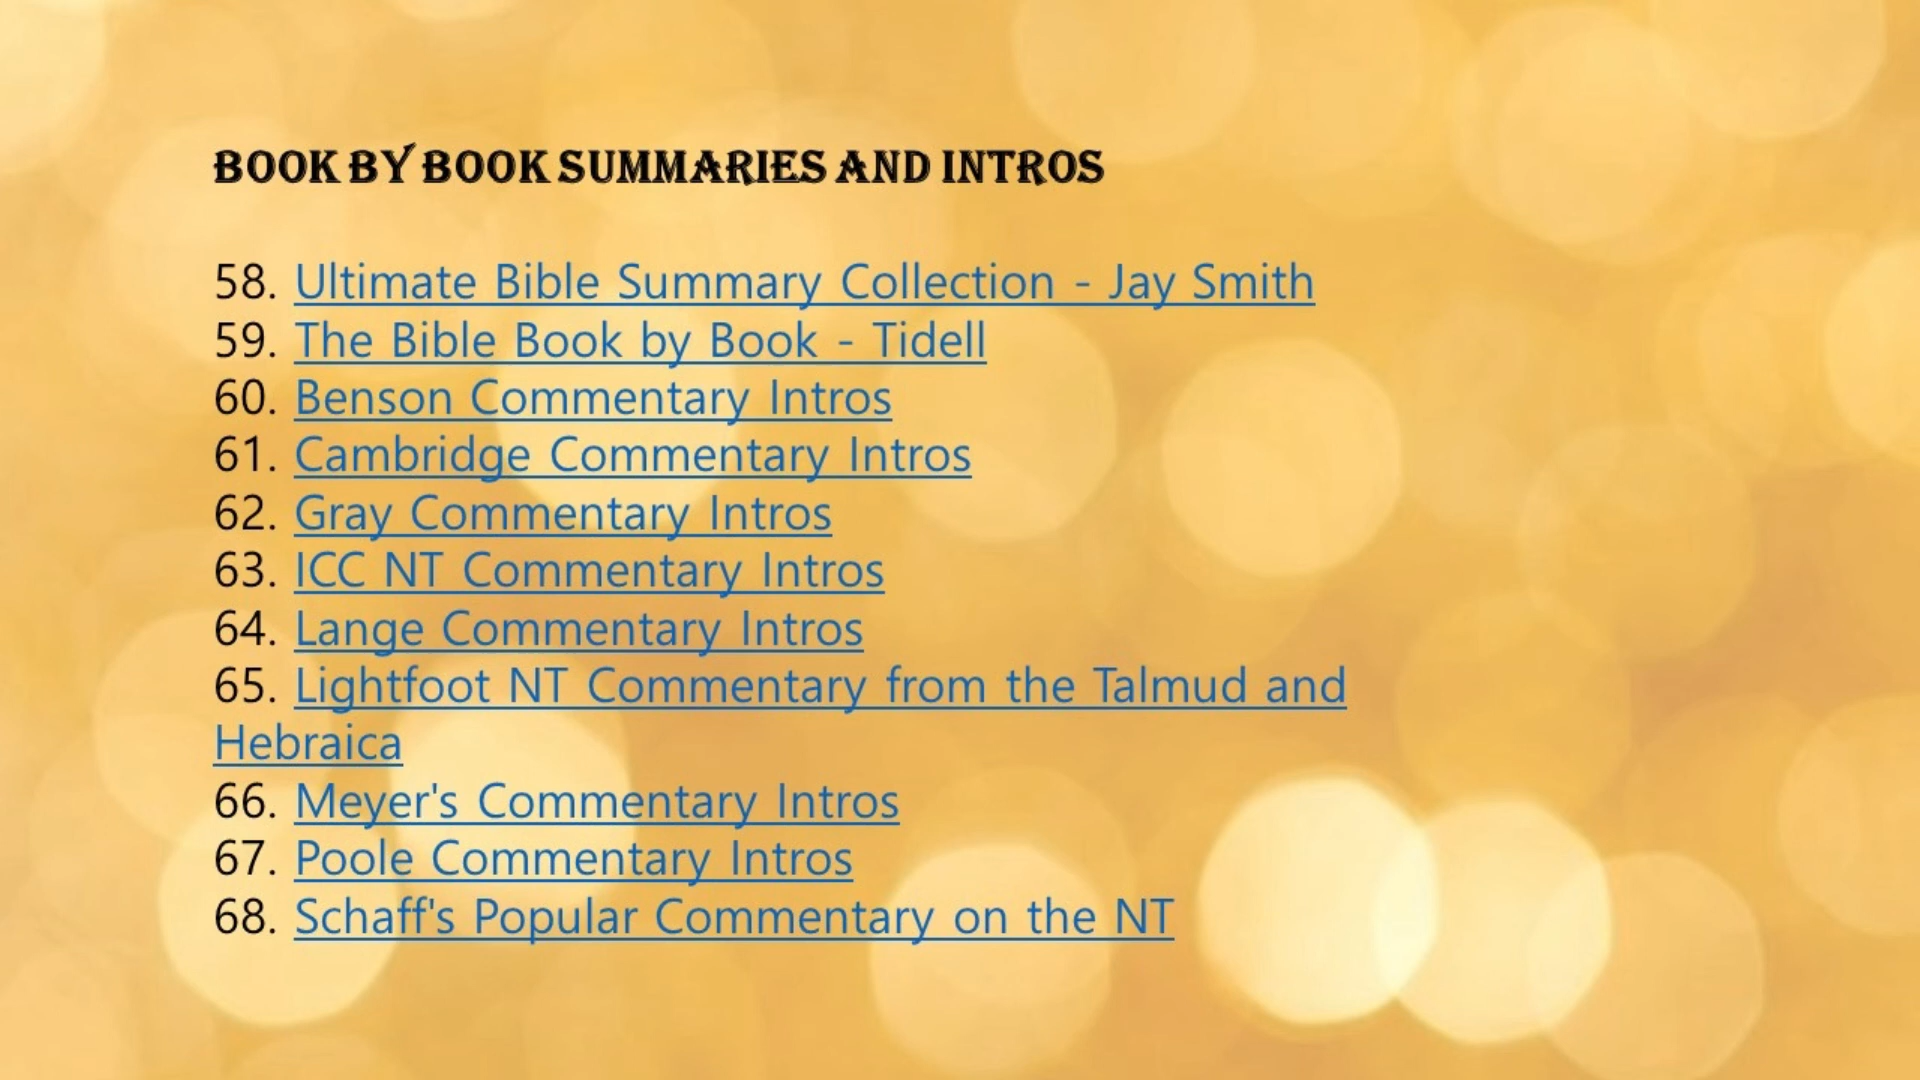 BOOK BY BOOK SUMMARIES AND INTROS
58. Ultimate Bible Summary Collection - Jay Smith
59. The Bible Book by Book - Tidell
60. Benson Commentary Intros
61. Cambridge Commentary Intros
62. Gray Commentary Intros
63. ICC NT Commentary Intros
64. Lange Commentary Intros
65. Lightfoot NT Commentary from the Talmud and
Hebraica
66. Meyer's Commentary Intros
67. Poole Commentary Intros
68. Schaff's Popular Commentary on the NT